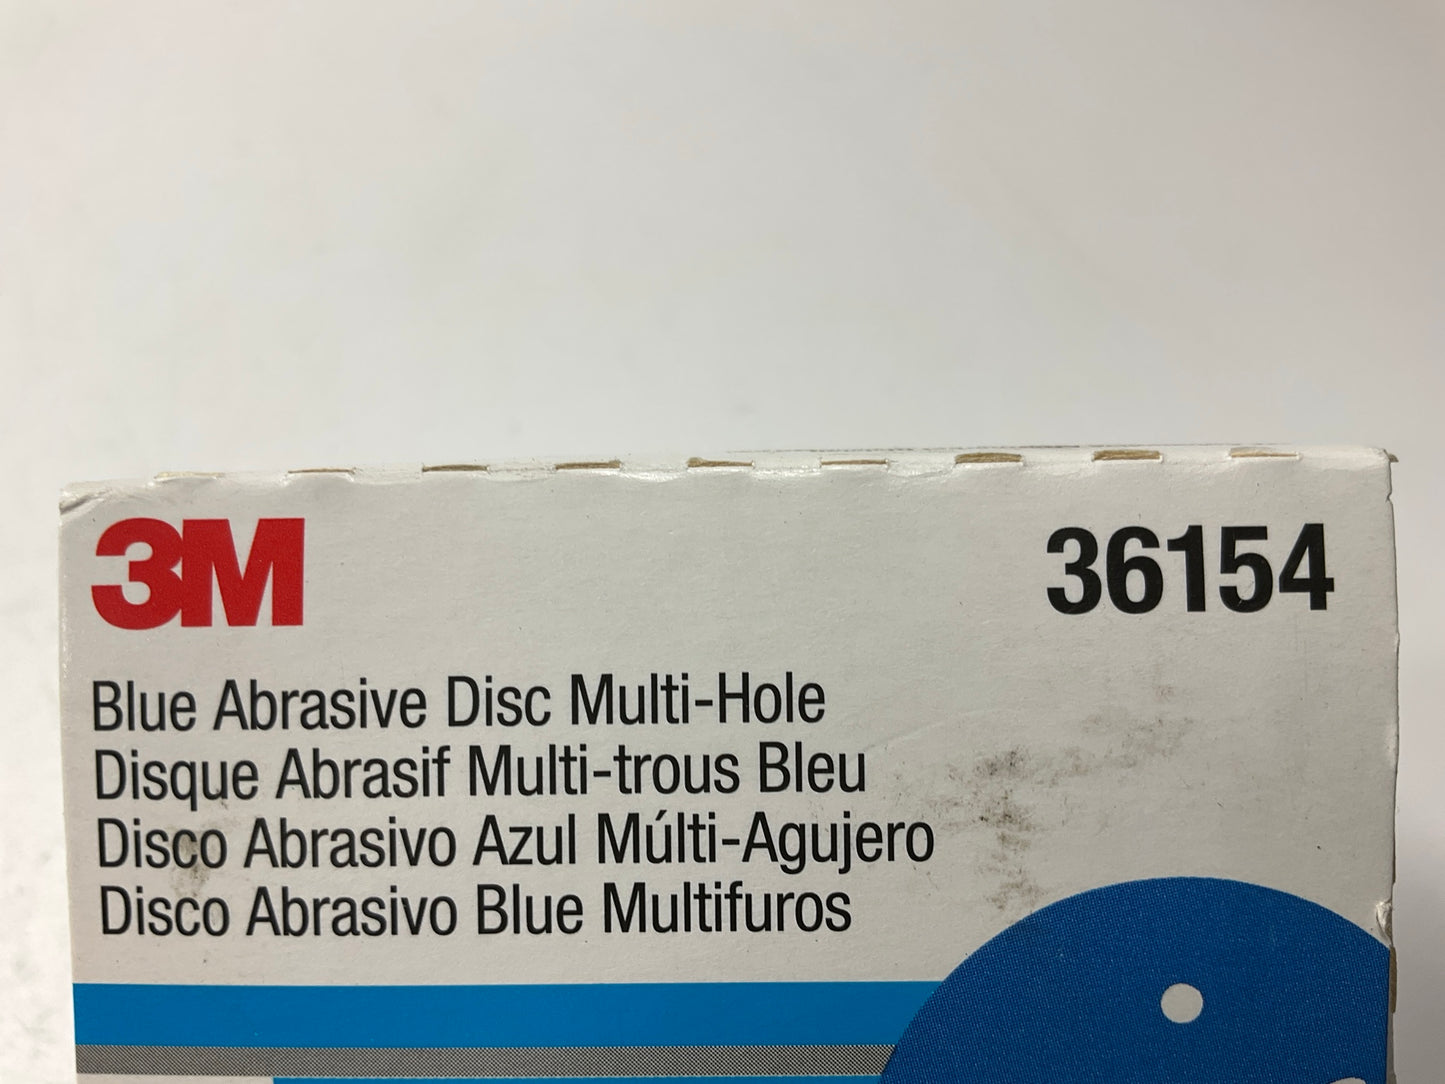 3M 36154
Blue Abrasive Disc Multi-Hole
Disque Abrasif Multi-trous Bleu
Disco Abrasivo Azul Múlti-Agujero
Disco Abrasivo Blue Multifuros